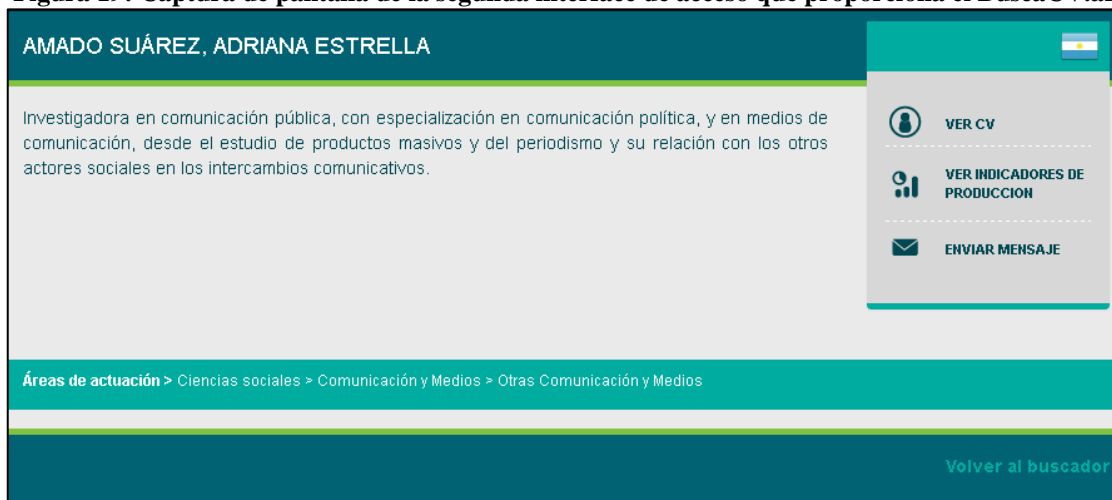 AMADO SUÁREZ, ADRIANA ESTRELLA
Investigadora en comunicación pública, con especialización en comunicación política, y en medios de
comunicación, desde el estudio de productos masivos y del periodismo y su relación con los otros
actores sociales en los intercambios comunicativos.
VER CV
VER INDICADORES DE
PRODUCCION
ENVIAR MENSAJE
Áreas de actuación > Ciencias sociales > Comunicación y Medios > Otras Comunicación y Medios
Volver al buscador